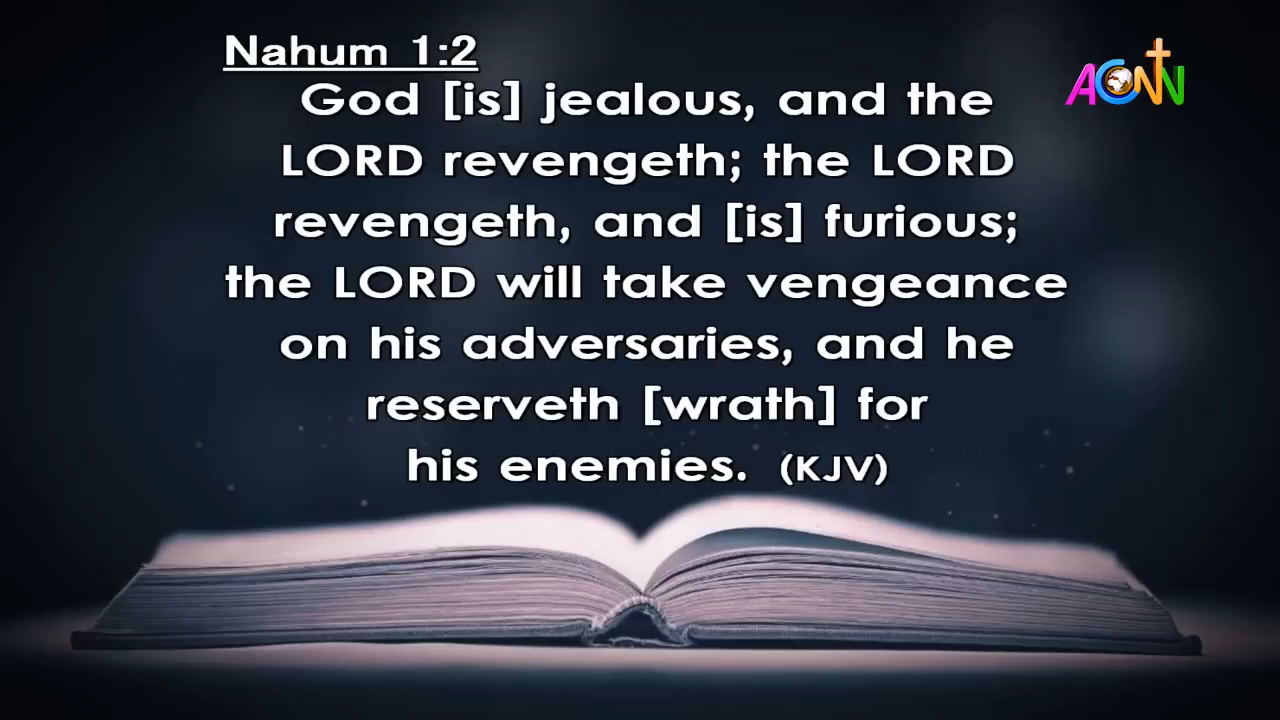 Nahum 1:2
ACNN
God [is] jealous, and the
LORD revengeth; the LORD
revengeth, and [is] furious;
the LORD will take vengeance
on his adversaries, and he
reserveth [wrath] for
his enemies. (KJV)